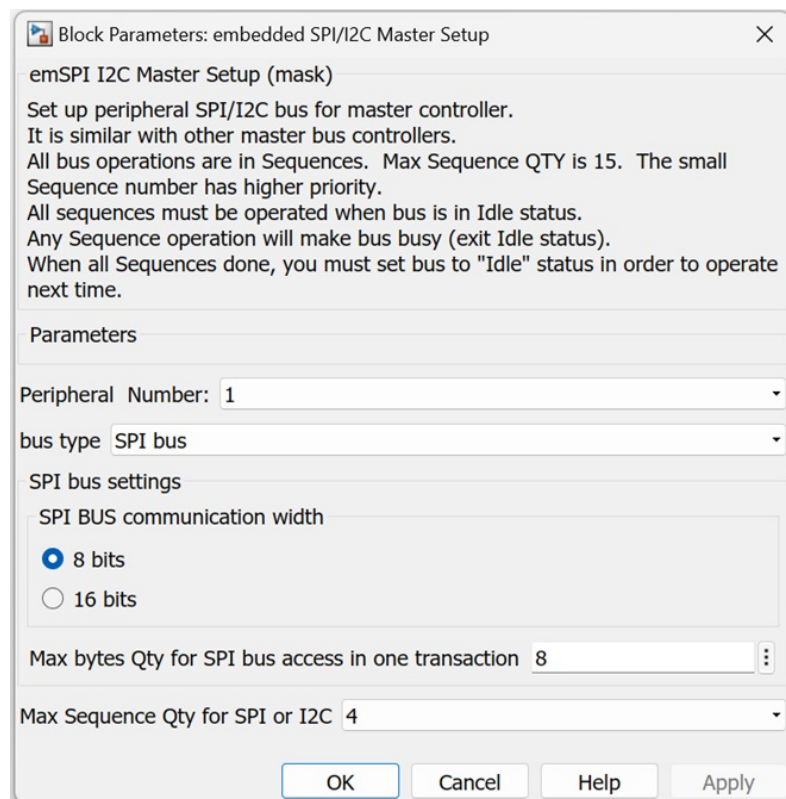 Block Parameters: embedded SPI/I2C Master Setup
emSPI I2C Master Setup (mask)
Set up peripheral SPI/I2C bus for master controller.
It is similar with other master bus controllers.
All bus operations are in Sequences.  Max Sequence QTY is 15.  The small
Sequence number has higher priority.
All sequences must be operated when bus is in Idle status.
Any Sequence operation will make bus busy (exit Idle status).
When all Sequences done, you must set bus to "Idle" status in order to operate
next time.
Parameters
Peripheral  Number: 1
bus type SPI bus
SPI bus settings
SPI BUS communication width
8 bits
16 bits
Max bytes Qty for SPI bus access in one transaction 8
Max Sequence Qty for SPI or I2C 4
OK Cancel Help Apply